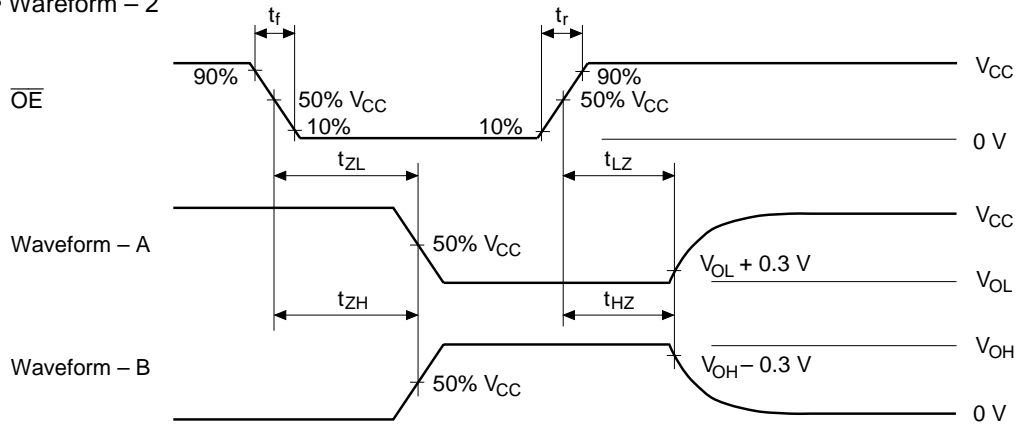 • Waveform – 2
tf
tr
90%
90%
VCC
OE
50% VCC
50% VCC
10%
10%
0 V
tZL
tLZ
VCC
Waveform – A
50% VCC
VOL + 0.3 V
VOL
tZH
tHZ
VOH
Waveform – B
VOH – 0.3 V
50% VCC
0 V